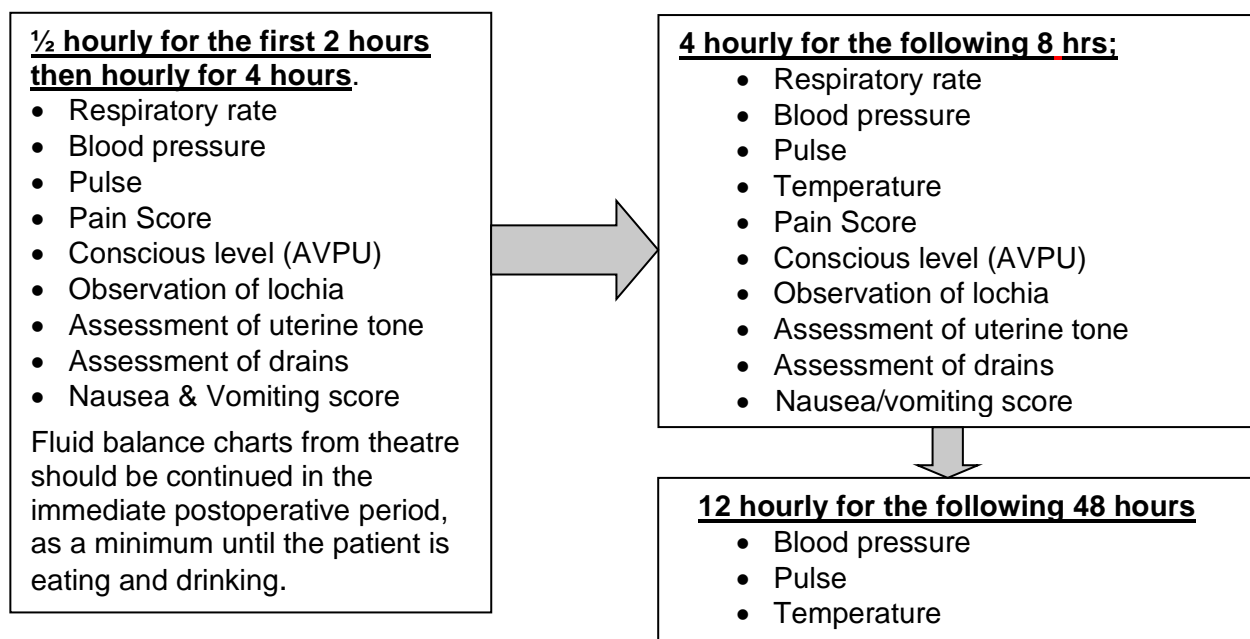 ½ hourly for the first 2 hours
then hourly for 4 hours.
• Respiratory rate
• Blood pressure
• Pulse
• Pain Score
• Conscious level (AVPU)
• Observation of lochia
• Assessment of uterine tone
• Assessment of drains
• Nausea & Vomiting score
Fluid balance charts from theatre
should be continued in the
immediate postoperative period,
as a minimum until the patient is
eating and drinking.
4 hourly for the following 8 hrs;
• Respiratory rate
• Blood pressure
• Pulse
• Temperature
• Pain Score
• Conscious level (AVPU)
• Observation of lochia
• Assessment of uterine tone
• Assessment of drains
• Nausea/vomiting score
12 hourly for the following 48 hours
• Blood pressure
• Pulse
• Temperature